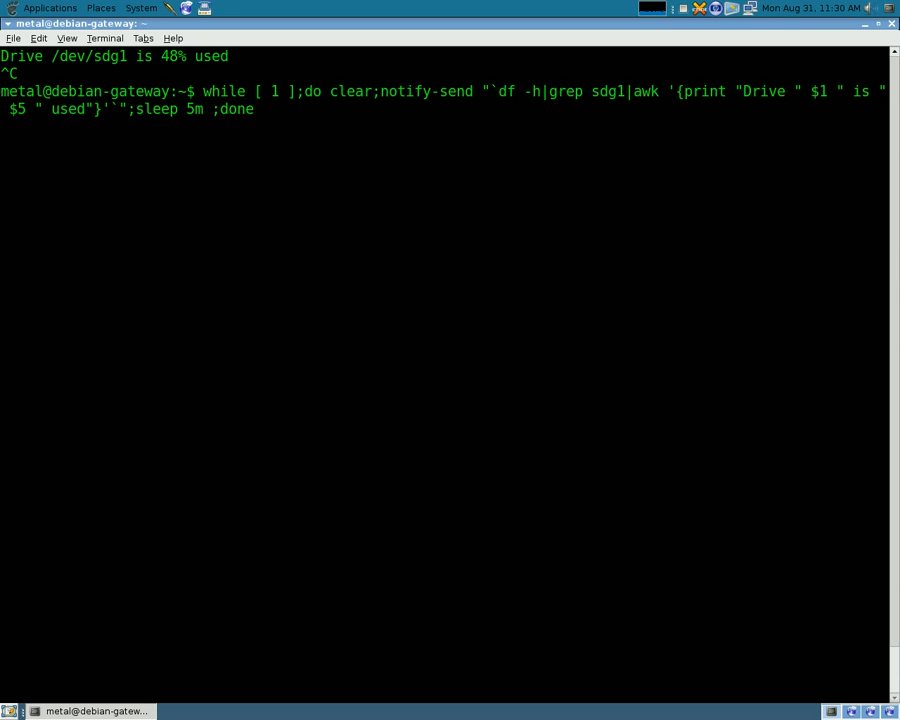 Applications Places System Mon Aug 31, 11:30 AM
metal@debian-gateway: ~
File Edit View Terminal Tabs Help
Drive /dev/sdg1 is 48% used
^C
metal@debian-gateway:~$ while [ 1 ];do clear;notify-send "`df -h|grep sdg1|awk '{print "Drive " $1 " is "
 $5 " used"}'`";sleep 5m ;done
metal@debian-gatew...